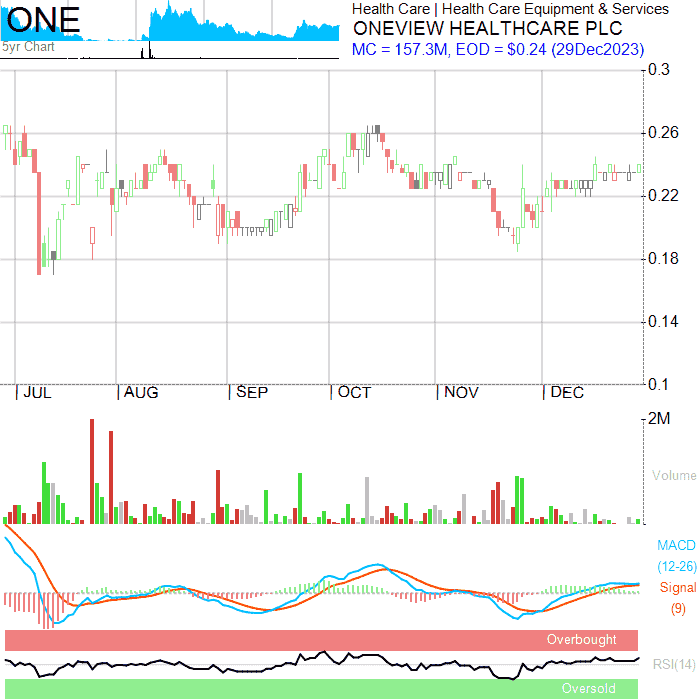 ONE
5yr Chart
Health Care | Health Care Equipment & Services
ONEVIEW HEALTHCARE PLC
MC = 157.3M, EOD = $0.24 (29Dec2023)
0.3
0.26
0.22
0.18
0.14
0.1
JUL AUG SEP OCT NOV DEC
2M
Volume
MACD
(12-26)
Signal
(9)
Overbought
RSI(14)
Oversold